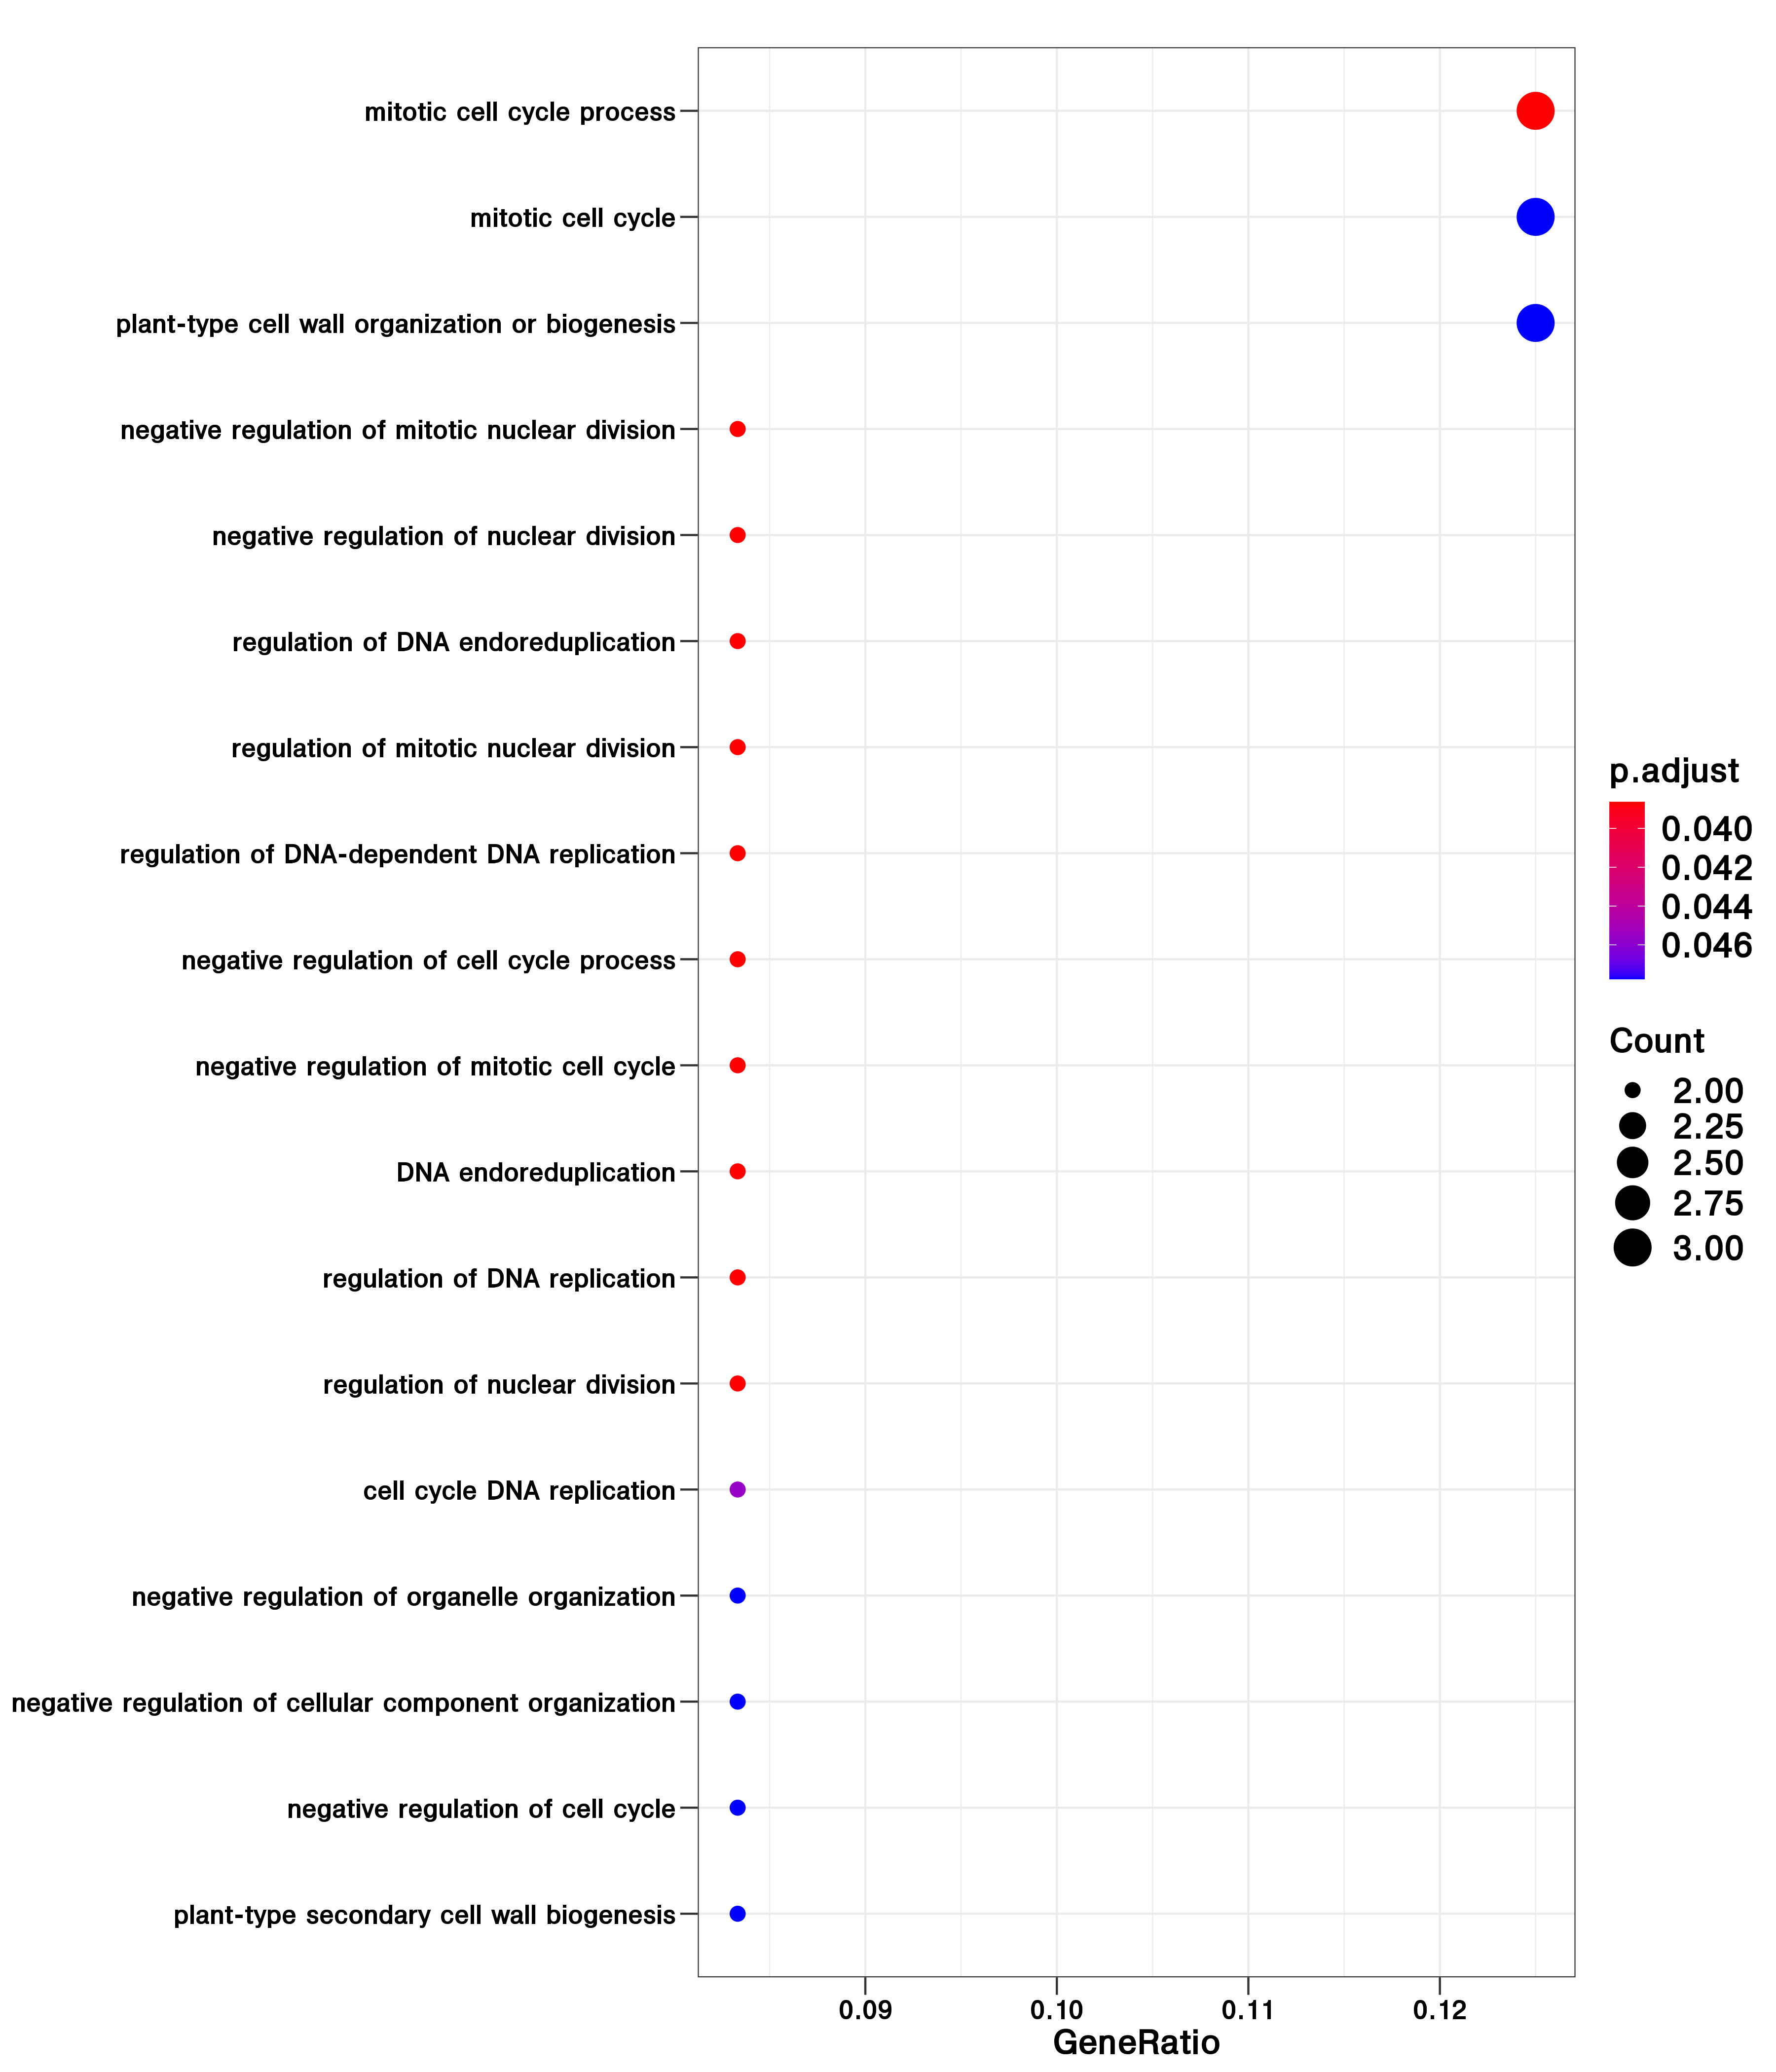 mitotic cell cycle process
mitotic cell cycle
plant-type cell wall organization or biogenesis
negative regulation of mitotic nuclear division
negative regulation of nuclear division
regulation of DNA endoreduplication
regulation of mitotic nuclear division
regulation of DNA-dependent DNA replication
negative regulation of cell cycle process
negative regulation of mitotic cell cycle
DNA endoreduplication
regulation of DNA replication
regulation of nuclear division
cell cycle DNA replication
negative regulation of organelle organization
negative regulation of cellular component organization
negative regulation of cell cycle
plant-type secondary cell wall biogenesis
0.09 0.10 0.11 0.12
GeneRatio
p.adjust
0.040
0.042
0.044
0.046
Count
2.00
2.25
2.50
2.75
3.00